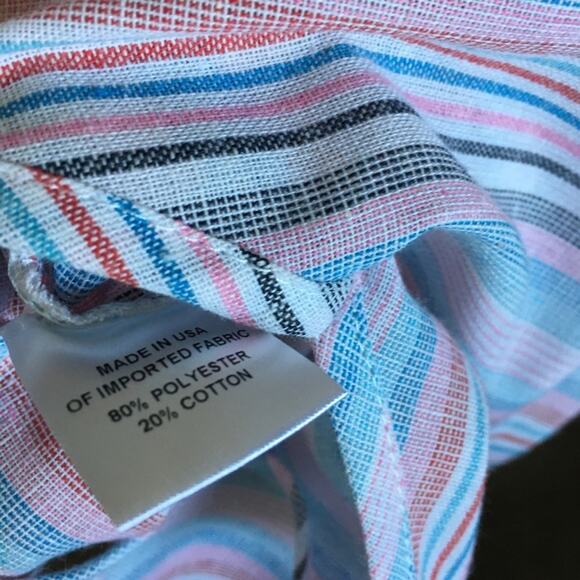 MADE IN USA
OF IMPORTED FABRIC
80% POLYESTER
20% COTTON